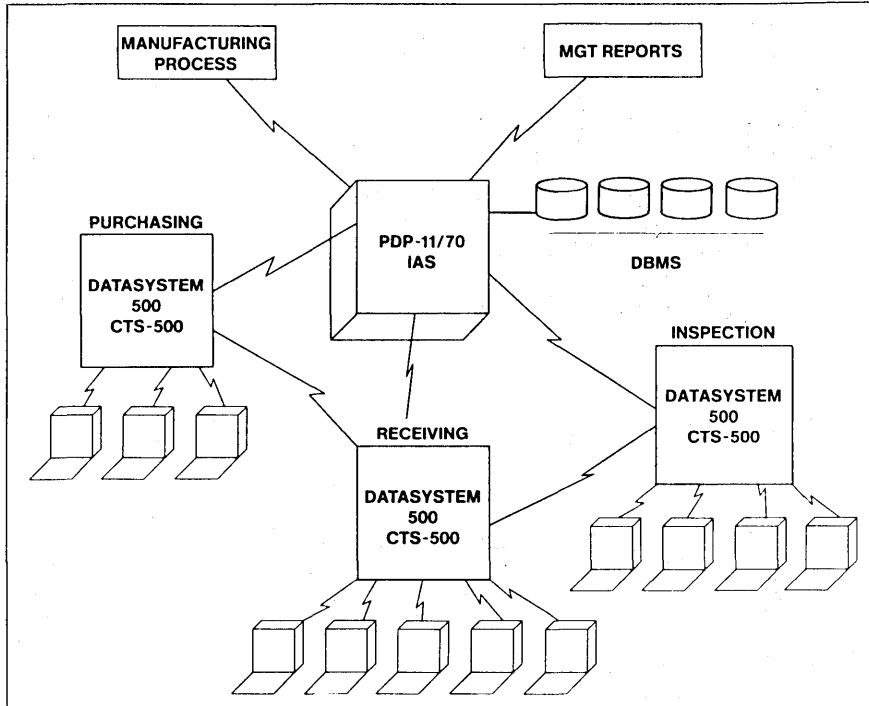 MANUFACTURING
PROCESS
MGT REPORTS
PDP-11/70
IAS
DBMS
PURCHASING
DATASYSTEM
500
CTS-500
INSPECTION
DATASYSTEM
500
CTS-500
RECEIVING
DATASYSTEM
500
CTS-500